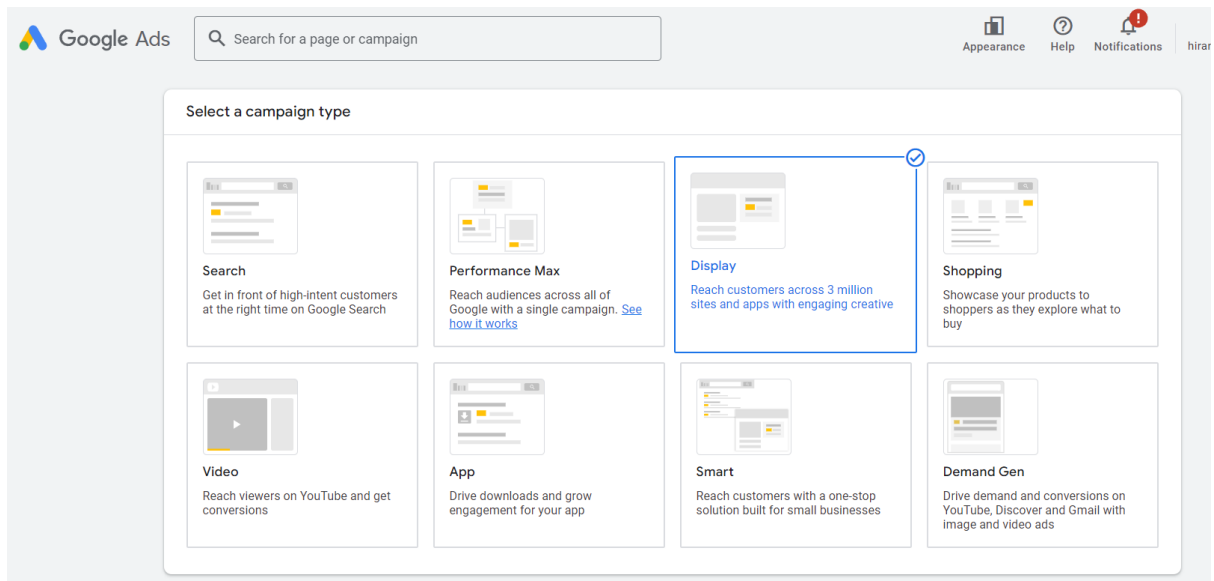 Google Ads
Search for a page or campaign
Appearance
Help
!
Notifications
Select a campaign type
Search
Get in front of high-intent customers
at the right time on Google Search
Performance Max
Reach audiences across all of
Google with a single campaign. See
how it works
Display
Reach customers across 3 million
sites and apps with engaging creative
Shopping
Showcase your products to
shoppers as they explore what to
buy
Video
Reach viewers on YouTube and get
conversions
App
Drive downloads and grow
engagement for your app
Smart
Reach customers with a one-stop
solution built for small businesses
Demand Gen
Drive demand and conversions on
YouTube, Discover and Gmail with
image and video ads